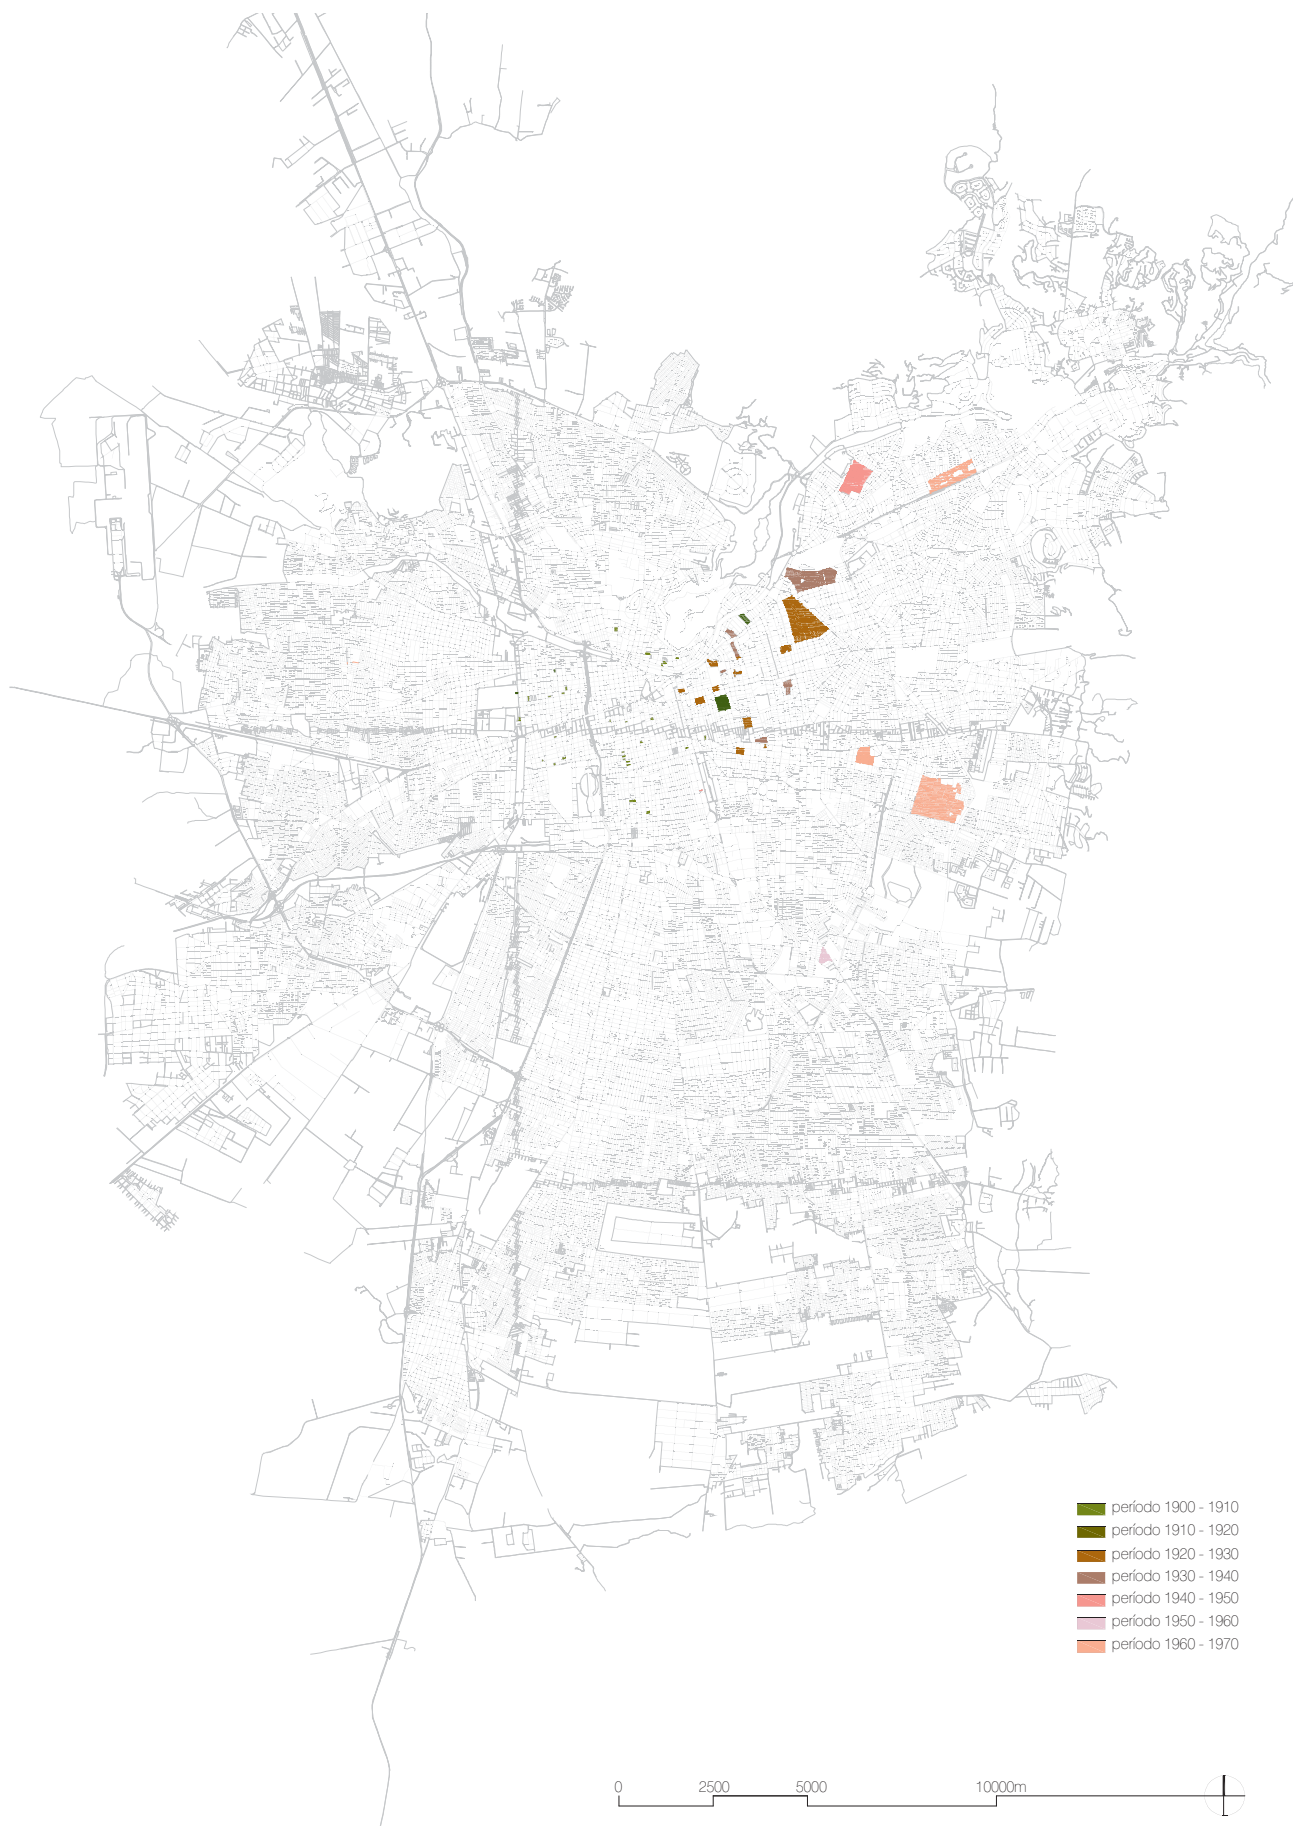 período 1900 - 1910
período 1910 - 1920
período 1920 - 1930
período 1930 - 1940
período 1940 - 1950
período 1950 - 1960
período 1960 - 1970
0 2500 5000 10000m